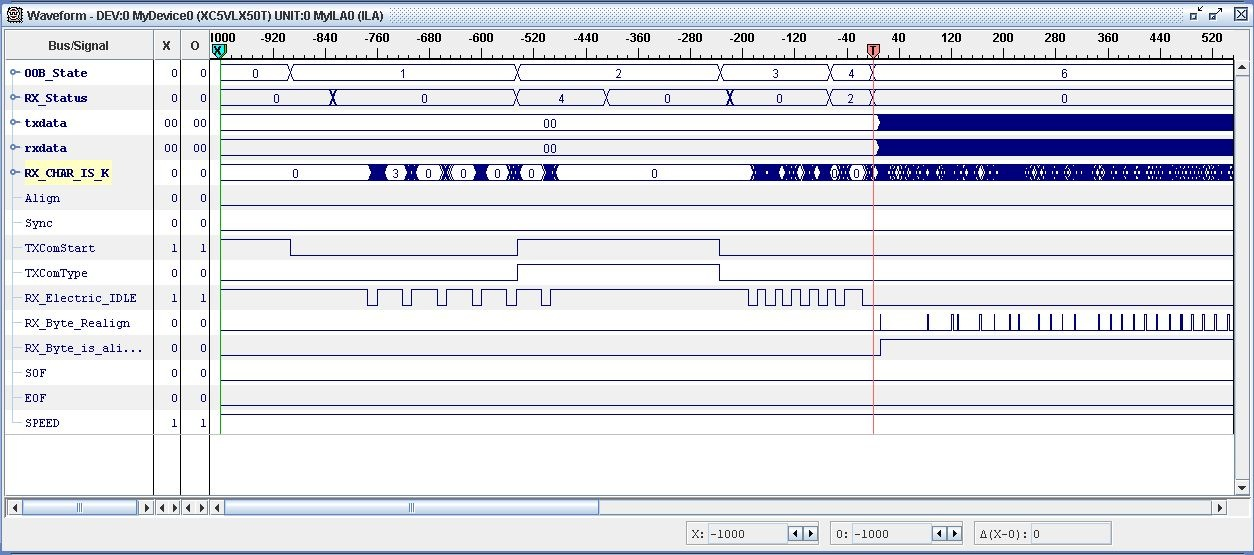 Waveform - DEV:0 MyDevice0 (XC5VLX50T) UNIT:0 MyILA0 (ILA)
Bus/Signal X O 1000 -920 -840 -760 -680 -600 -520 -440 -360 -280 -200 -120 -40 40 120 200 280 360 440 520
X T
OOB_State 0 0 0 1 2 3 4 6
RX_Status 0 0 0 0 4 0 0 2 0
txdata 00 00 00
rxdata 00 00 00
RX_CHAR_IS_K 0 0 0 3 0 0 0 0 0 0 0
Align 0 0
Sync 0 0
TXComStart 1 1
TXComType 0 0
RX_Electric_IDLE 1 1
RX_Byte_Realign 0 0
RX_Byte_is_ali... 0 0
SOF 0 0
EOF 0 0
SPEED 1 1
X: -1000 O: -1000 Δ(X-O): 0